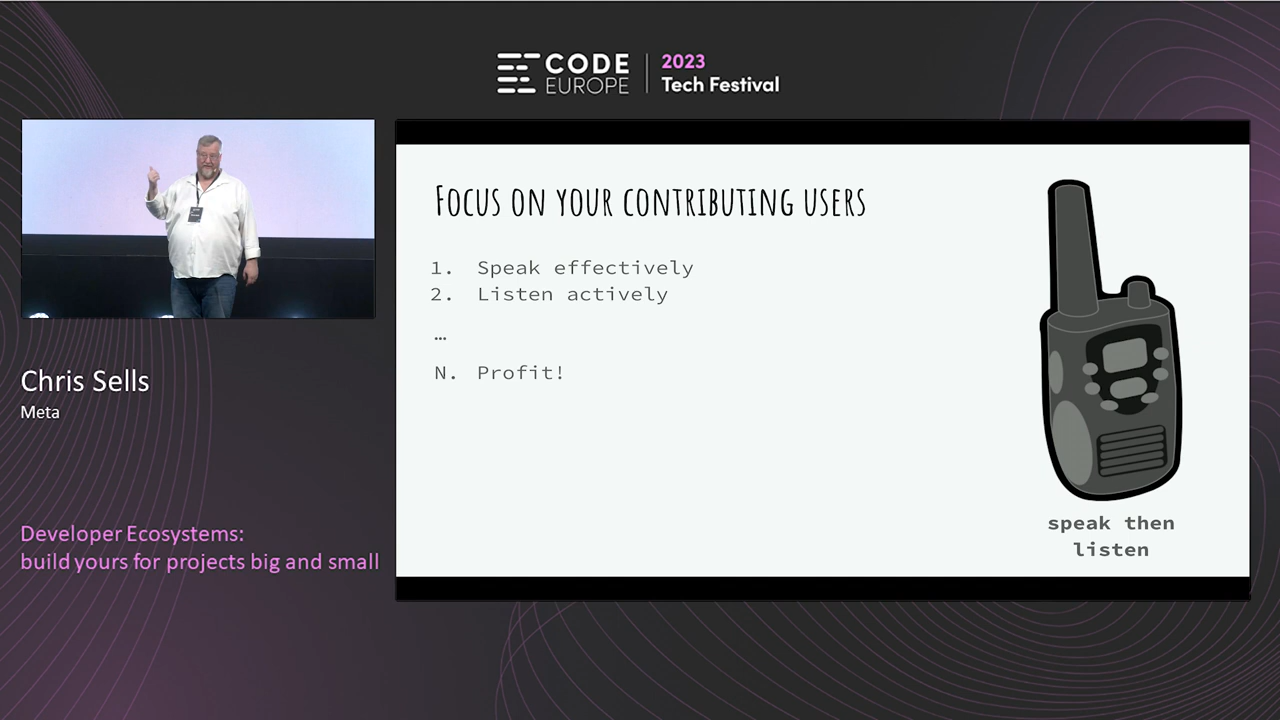 CODE
EUROPE
2023
Tech Festival
Focus on your contributing users
1. Speak effectively
2. Listen actively
…
N. Profit!
speak then
listen
Chris Sells
Meta
Developer Ecosystems:
build yours for projects big and small